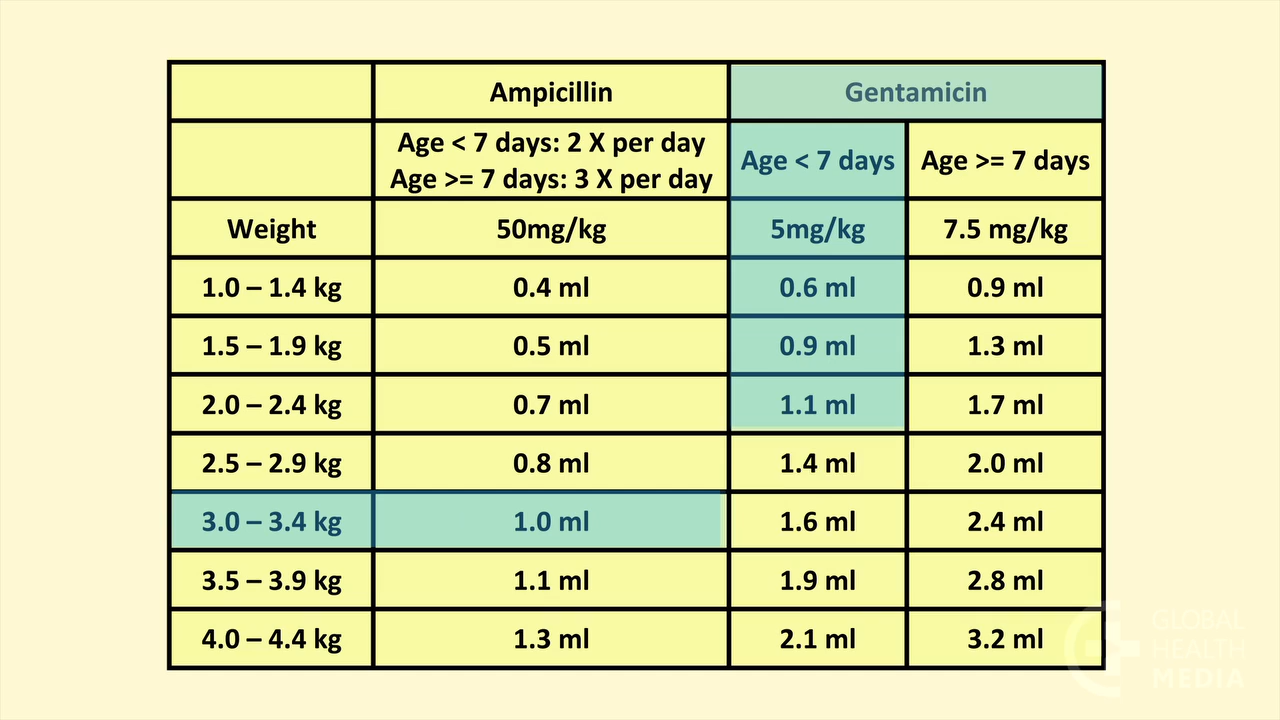 Ampicillin Gentamicin
Age < 7 days: 2 X per day
Age >= 7 days: 3 X per day
Age < 7 days Age >= 7 days
Weight 50mg/kg 5mg/kg 7.5 mg/kg
1.0 – 1.4 kg 0.4 ml 0.6 ml 0.9 ml
1.5 – 1.9 kg 0.5 ml 0.9 ml 1.3 ml
2.0 – 2.4 kg 0.7 ml 1.1 ml 1.7 ml
2.5 – 2.9 kg 0.8 ml 1.4 ml 2.0 ml
3.0 – 3.4 kg 1.0 ml 1.6 ml 2.4 ml
3.5 – 3.9 kg 1.1 ml 1.9 ml 2.8 ml
4.0 – 4.4 kg 1.3 ml 2.1 ml 3.2 ml
GLOBAL
HEALTH
MEDIA